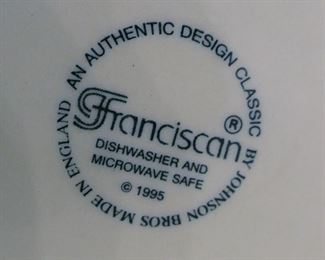 AN AUTHENTIC DESIGN CLASSIC BY JOHNSON BROS MADE IN ENGLAND
Franciscan®
DISHWASHER AND
MICROWAVE SAFE
© 1995